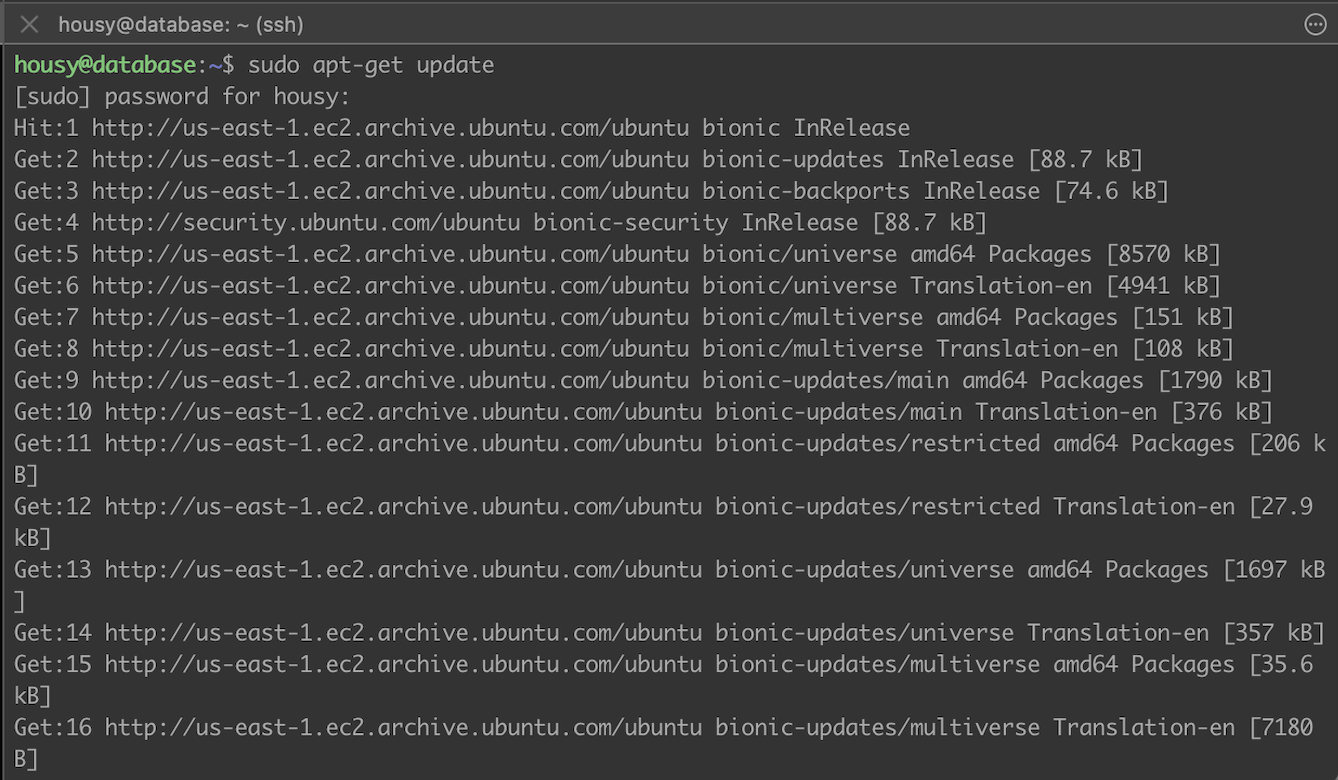 housy@database: ~ (ssh)
housy@database:~$ sudo apt-get update
[sudo] password for housy:
Hit:1 http://us-east-1.ec2.archive.ubuntu.com/ubuntu bionic InRelease
Get:2 http://us-east-1.ec2.archive.ubuntu.com/ubuntu bionic-updates InRelease [88.7 kB]
Get:3 http://us-east-1.ec2.archive.ubuntu.com/ubuntu bionic-backports InRelease [74.6 kB]
Get:4 http://security.ubuntu.com/ubuntu bionic-security InRelease [88.7 kB]
Get:5 http://us-east-1.ec2.archive.ubuntu.com/ubuntu bionic/universe amd64 Packages [8570 kB]
Get:6 http://us-east-1.ec2.archive.ubuntu.com/ubuntu bionic/universe Translation-en [4941 kB]
Get:7 http://us-east-1.ec2.archive.ubuntu.com/ubuntu bionic/multiverse amd64 Packages [151 kB]
Get:8 http://us-east-1.ec2.archive.ubuntu.com/ubuntu bionic/multiverse Translation-en [108 kB]
Get:9 http://us-east-1.ec2.archive.ubuntu.com/ubuntu bionic-updates/main amd64 Packages [1790 kB]
Get:10 http://us-east-1.ec2.archive.ubuntu.com/ubuntu bionic-updates/main Translation-en [376 kB]
Get:11 http://us-east-1.ec2.archive.ubuntu.com/ubuntu bionic-updates/restricted amd64 Packages [206 k
B]
Get:12 http://us-east-1.ec2.archive.ubuntu.com/ubuntu bionic-updates/restricted Translation-en [27.9
kB]
Get:13 http://us-east-1.ec2.archive.ubuntu.com/ubuntu bionic-updates/universe amd64 Packages [1697 kB
]
Get:14 http://us-east-1.ec2.archive.ubuntu.com/ubuntu bionic-updates/universe Translation-en [357 kB]
Get:15 http://us-east-1.ec2.archive.ubuntu.com/ubuntu bionic-updates/multiverse amd64 Packages [35.6
kB]
Get:16 http://us-east-1.ec2.archive.ubuntu.com/ubuntu bionic-updates/multiverse Translation-en [7180
B]